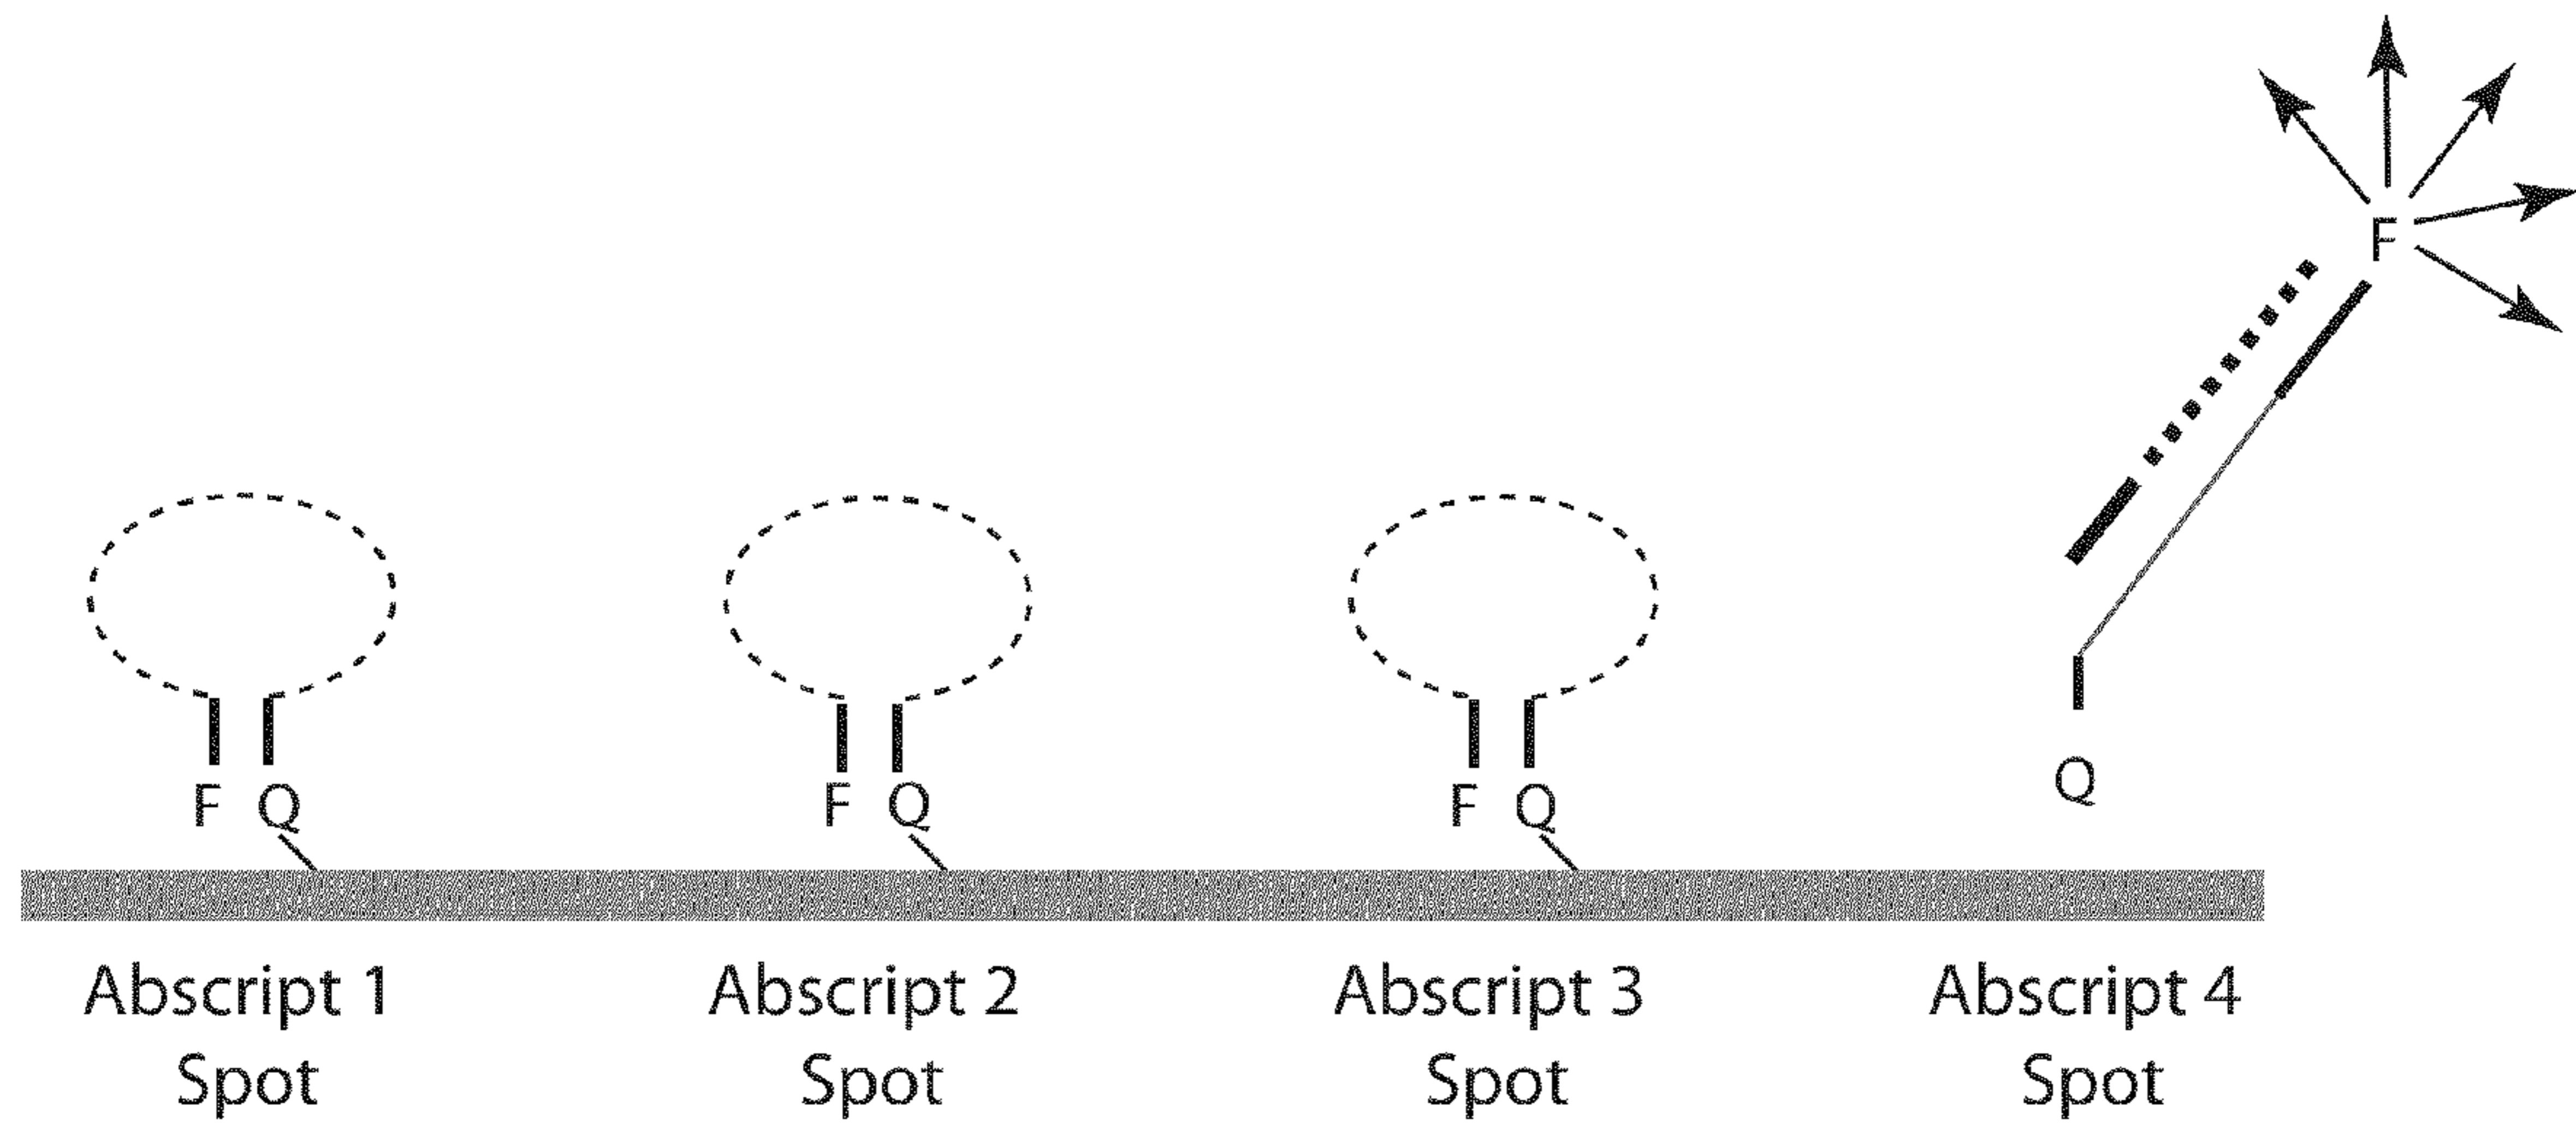 F
F Q
F Q
F Q
Q
Abscript 1
Spot
Abscript 2
Spot
Abscript 3
Spot
Abscript 4
Spot